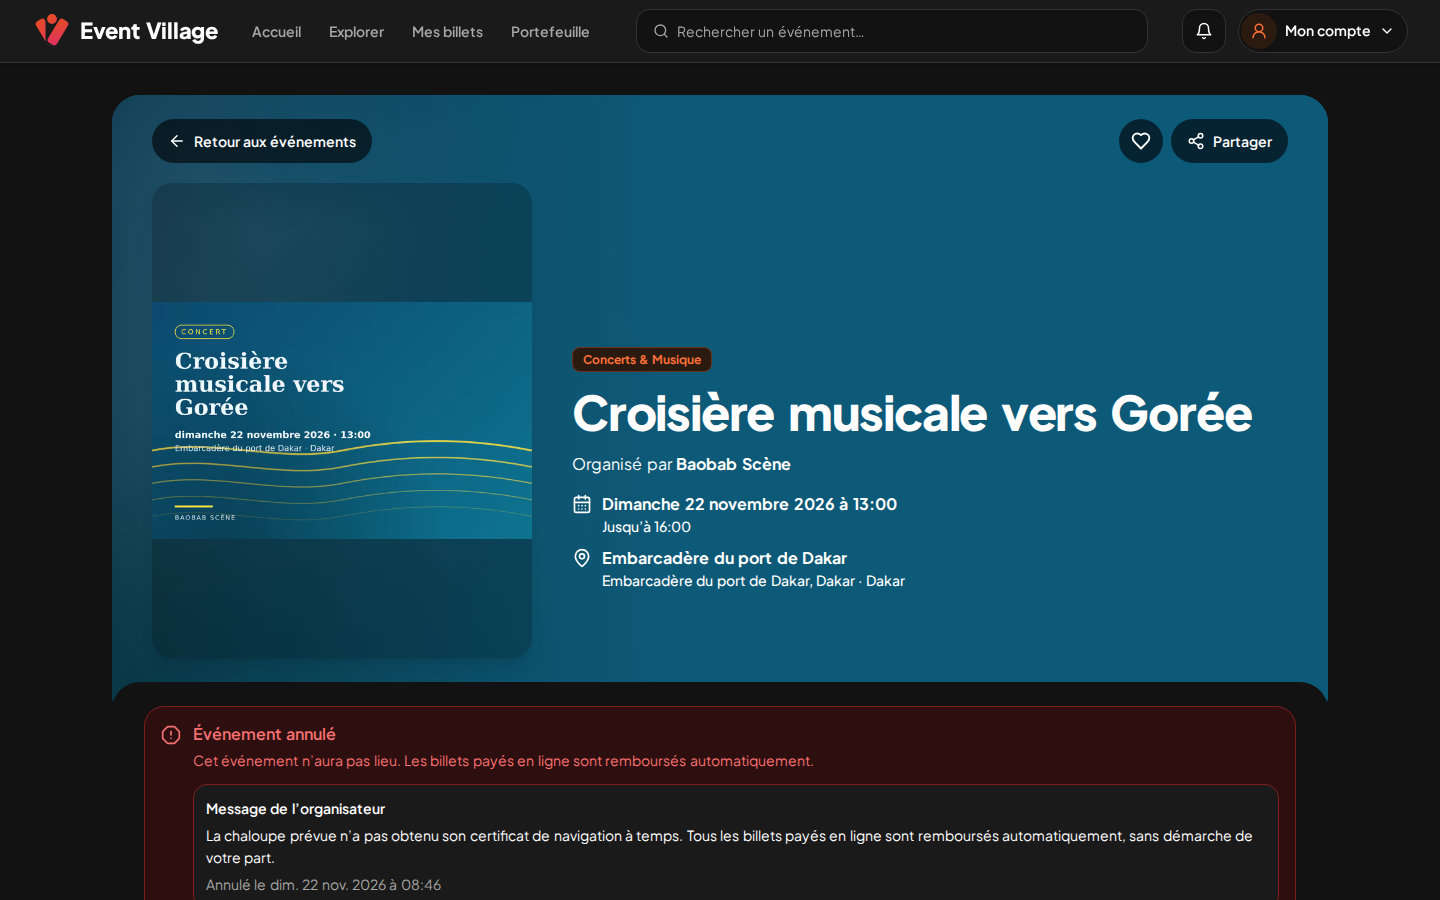 Event Village
Accueil
Explorer
Mes billets
Portefeuille
Rechercher un événement...
Mon compte
Retour aux événements
Partager
CONCERT
Croisière
musicale vers
Gorée
dimanche 22 novembre 2026 · 13:00
Embarcadère du port de Dakar · Dakar
BAOBAB SCÈNE
Concerts & Musique
Croisière musicale vers Gorée
Organisé par Baobab Scène
Dimanche 22 novembre 2026 à 13:00
Jusqu'à 16:00
Embarcadère du port de Dakar
Embarcadère du port de Dakar, Dakar · Dakar
Événement annulé
Cet événement n'aura pas lieu. Les billets payés en ligne sont remboursés automatiquement.
Message de l'organisateur
La chaloupe prévue n'a pas obtenu son certificat de navigation à temps. Tous les billets payés en ligne sont remboursés automatiquement, sans démarche de
votre part.
Annulé le dim. 22 nov. 2026 à 08:46